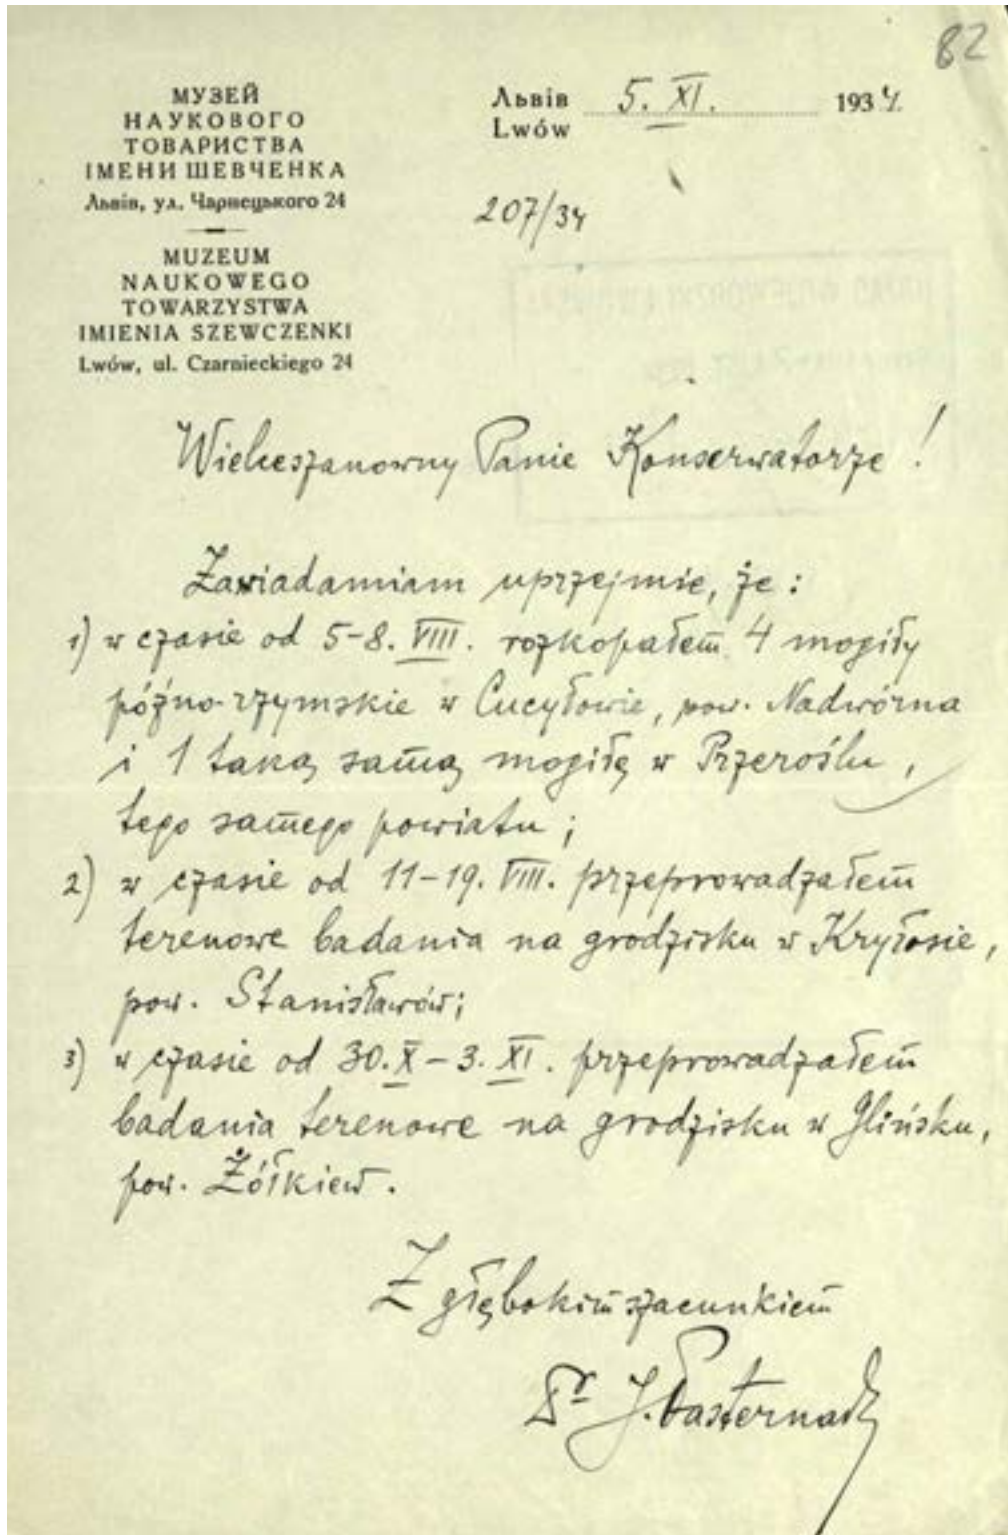 82
МУЗЕЙ
НАУКОВОГО
ТОВАРИСТВА
ІМЕНИ ШЕВЧЕНКА
Львів, ул. Чарнецького 24
MUZEUM
NAUKOWEGO
TOWARZYSTWA
IMIENIA SZEWCZENKI
Lwów, ul. Czarnieckiego 24
Львів 5. XI. 1934.
Lwów
207/34
Wielceszanowny Panie Konserwatorze!
Zawiadamiam uprzejmie, że:
1) w czasie od 5-8. VIII. rozkopałem 4 mogiły
późno-rzymskie w Cucyłowie, pow. Nadwórna
i 1 taką samą mogiłę w Przeroślu,
tego samego powiatu;
2) w czasie od 11-19. VIII. przeprowadzałem
terenowe badania na grodzisku w Kryłosie,
pow. Stanisławów;
3) w czasie od 30. X - 3. XI. przeprowadzałem
badania terenowe na grodzisku w Glińsku,
pow. Żółkiew.
Z głębokim szacunkiem
Dr J. Pasternak